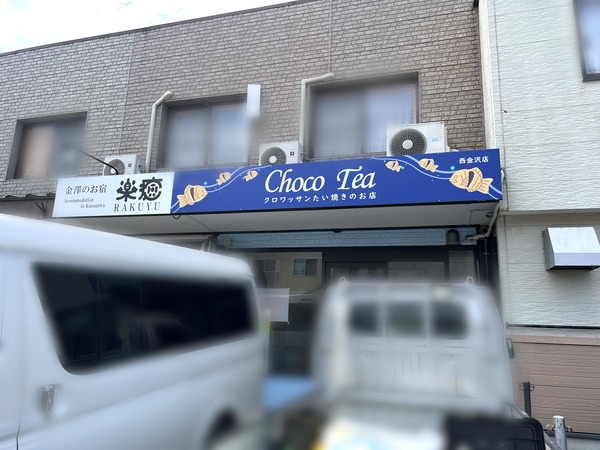 金澤のお宿
Accommodation
in Kanazawa
楽癒
RAKUYU
Choco Tea
クロワッサンたい焼きのお店
西金沢店